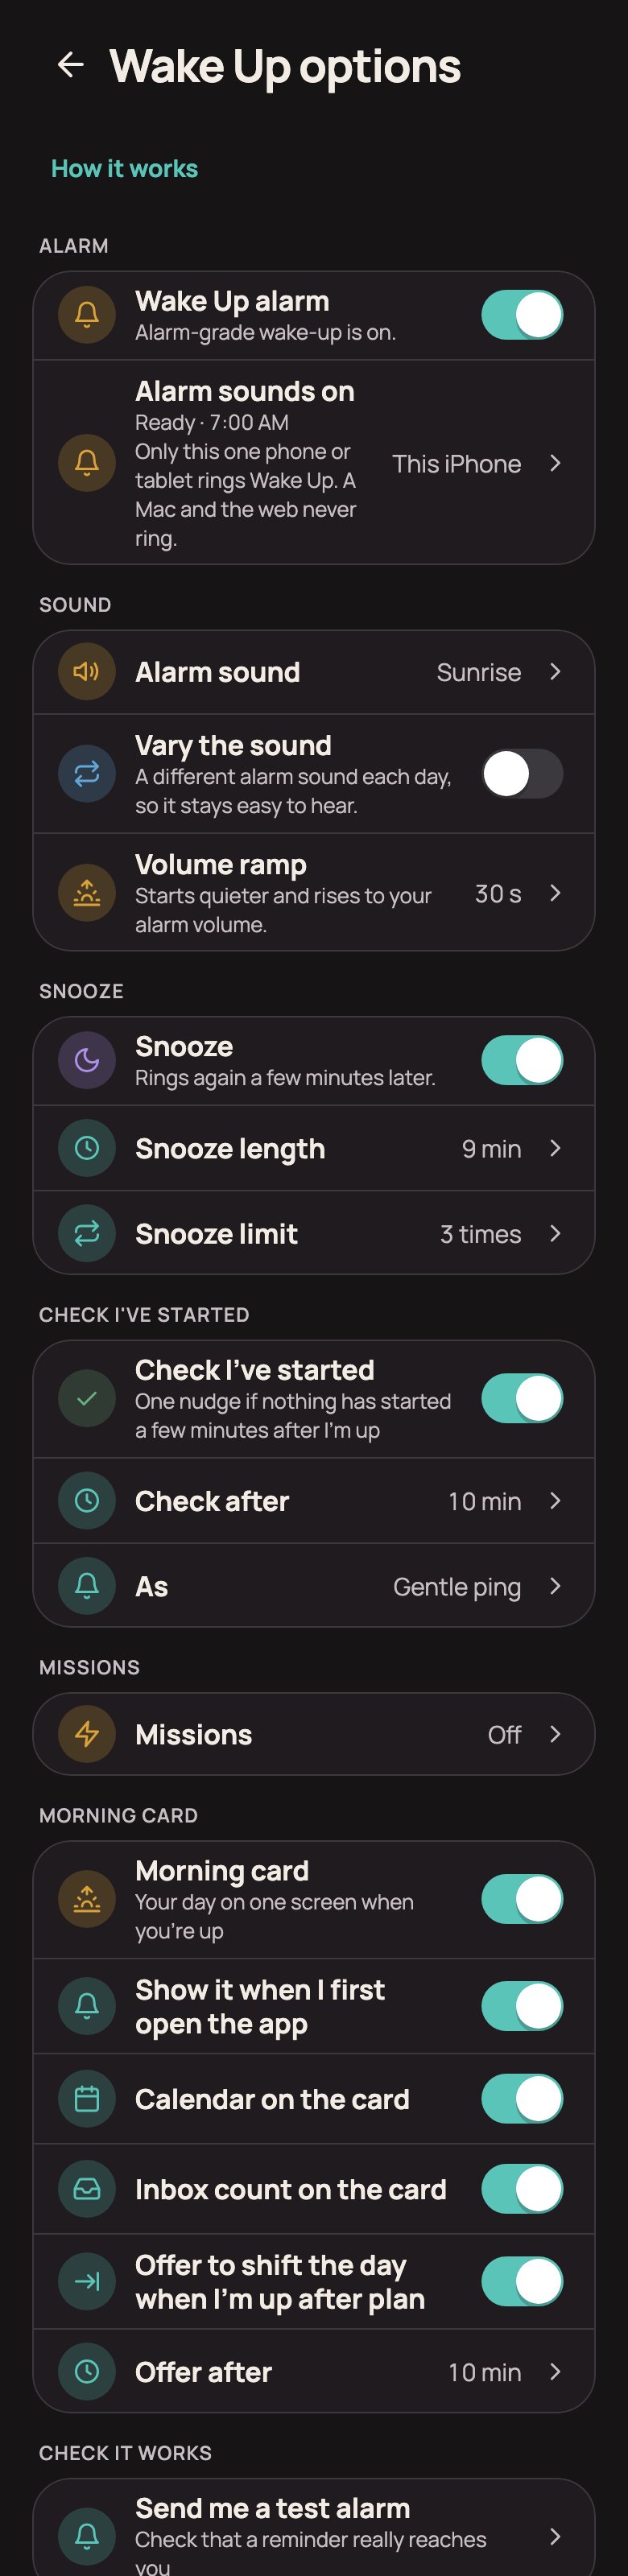 Wake Up options
How it works
ALARM
Wake Up alarm
Alarm-grade wake-up is on.
Alarm sounds on
Ready · 7:00 AM
Only this one phone or
tablet rings Wake Up. A
Mac and the web never
ring.
This iPhone
SOUND
Alarm sound
Sunrise
Vary the sound
A different alarm sound each day,
so it stays easy to hear.
Volume ramp
Starts quieter and rises to your
alarm volume.
30 s
SNOOZE
Snooze
Rings again a few minutes later.
Snooze length
9 min
Snooze limit
3 times
CHECK I'VE STARTED
Check I’ve started
One nudge if nothing has started
a few minutes after I’m up
Check after
10 min
As
Gentle ping
MISSIONS
Missions
Off
MORNING CARD
Morning card
Your day on one screen when
you’re up
Show it when I first
open the app
Calendar on the card
Inbox count on the card
Offer to shift the day
when I’m up after plan
Offer after
10 min
CHECK IT WORKS
Send me a test alarm
Check that a reminder really reaches
you